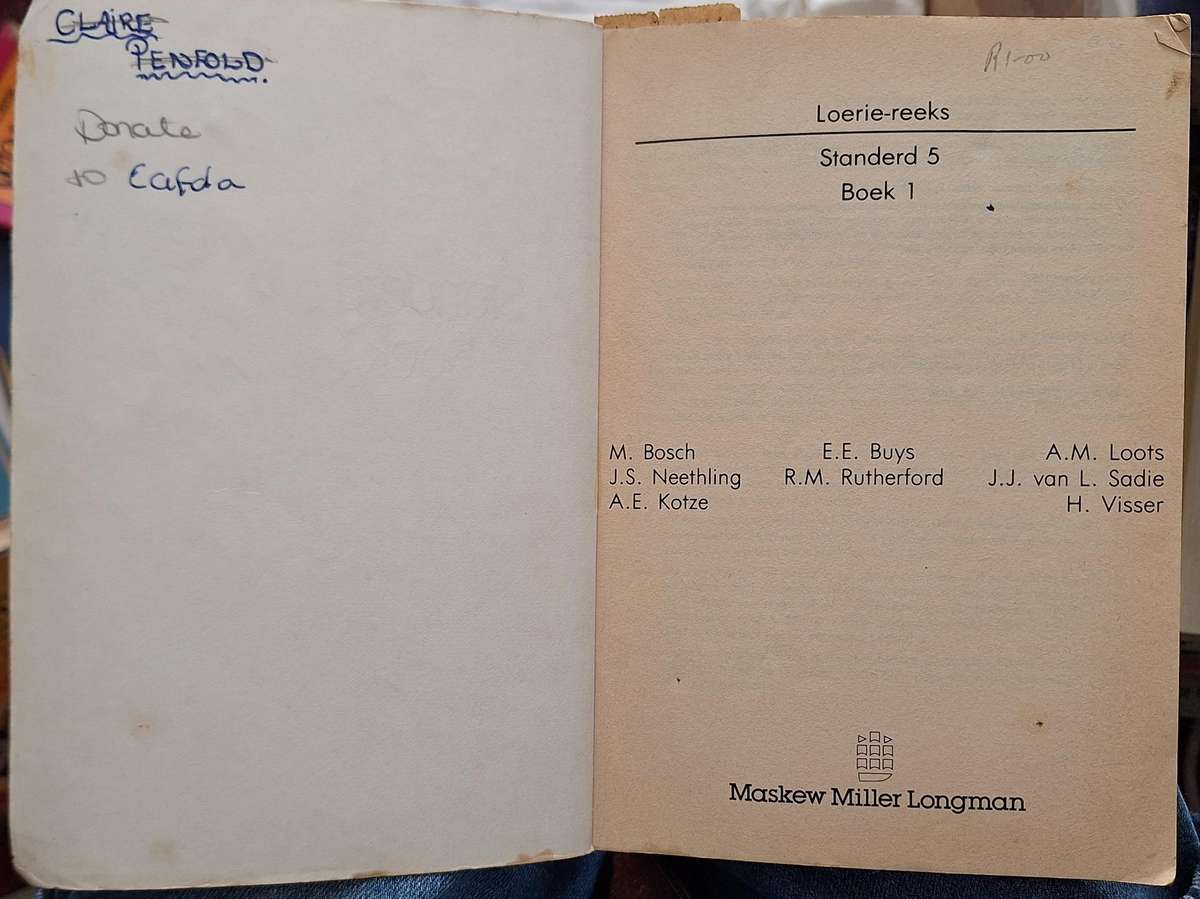 CLAIRE
PENFOLD.
Donate
to Cafda
R1-00
Loerie-reeks
Standerd 5
Boek 1
M. Bosch E.E. Buys A.M. Loots
J.S. Neethling R.M. Rutherford J.J. van L. Sadie
A.E. Kotze H. Visser
Maskew Miller Longman